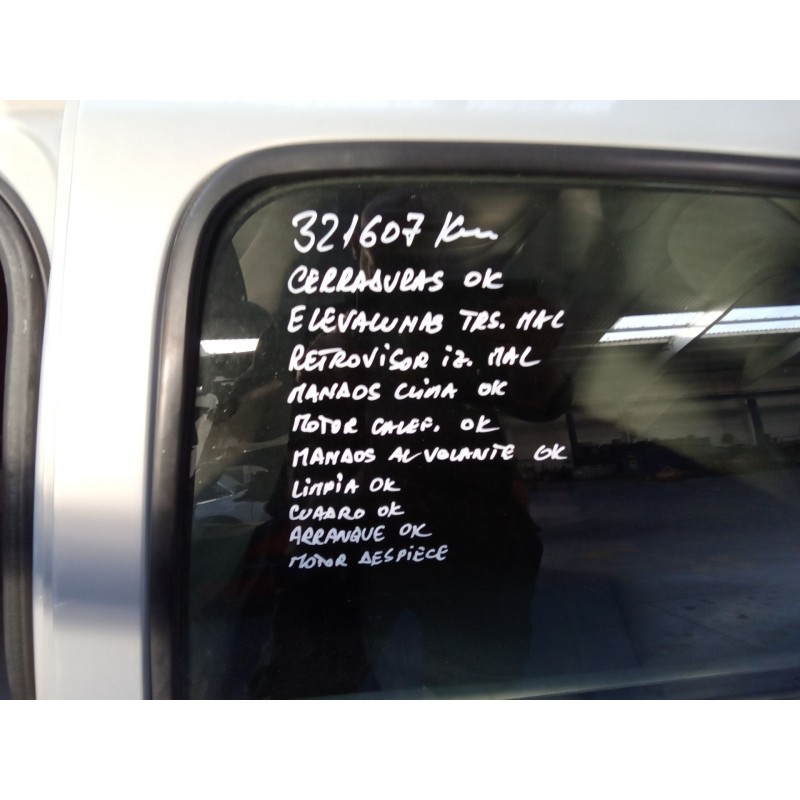 321607 Km
CERRADURAS OK
ELEVALUNAS TRS. MAL
RETROVISOR IZ. MAL
MANDOS CLIMA OK
MOTOR CALEF. OK
MANDOS AL VOLANTE OK
LIMPIA OK
CUADRO OK
ARRANQUE OK
MOTOR DESPIECE